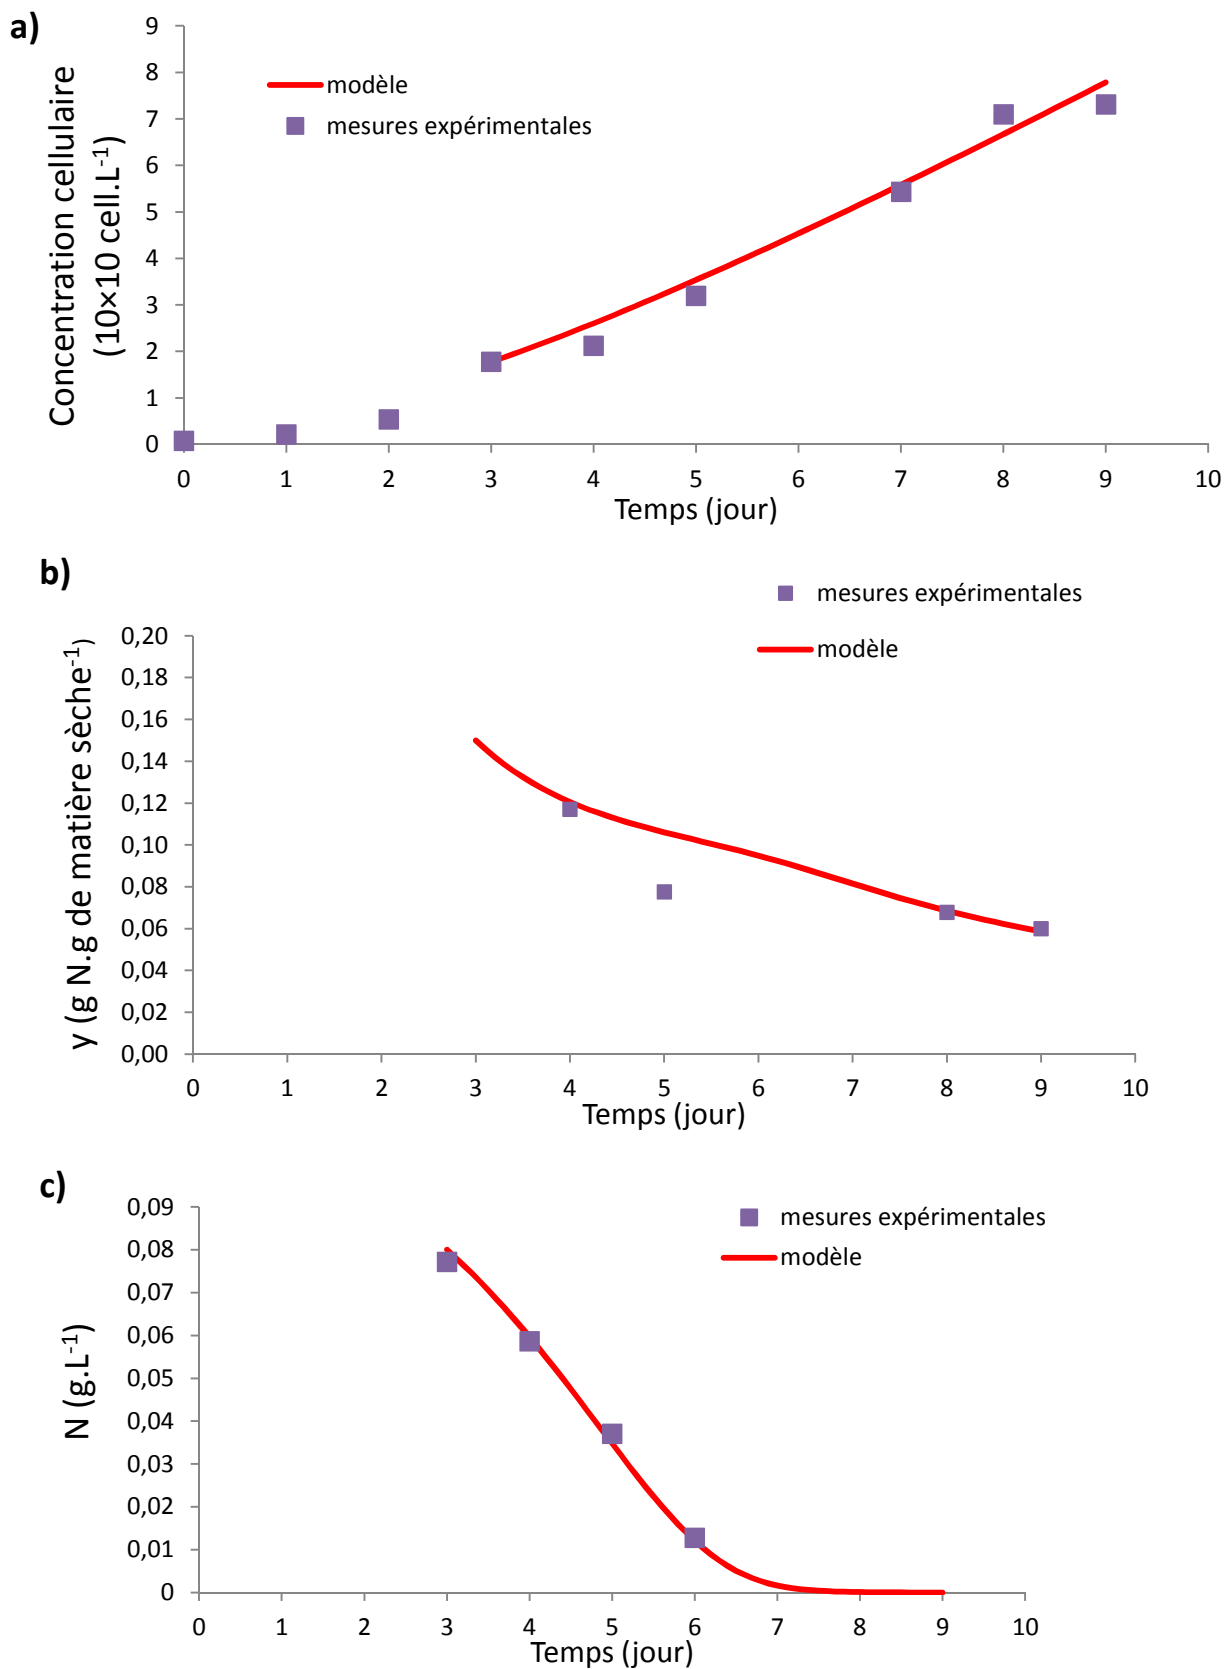 a)
Concentration cellulaire
(10×10 cell.L⁻¹)
9
8
7
6
5
4
3
2
1
0
modèle
mesures expérimentales
0 1 2 3 4 5 6 7 8 9 10
Temps (jour)
b)
mesures expérimentales
modèle
y (g N.g de matière sèche⁻¹)
0,20
0,18
0,16
0,14
0,12
0,10
0,08
0,06
0,04
0,02
0,00
0 1 2 3 4 5 6 7 8 9 10
Temps (jour)
c)
mesures expérimentales
modèle
N (g.L⁻¹)
0,09
0,08
0,07
0,06
0,05
0,04
0,03
0,02
0,01
0
0 1 2 3 4 5 6 7 8 9 10
Temps (jour)